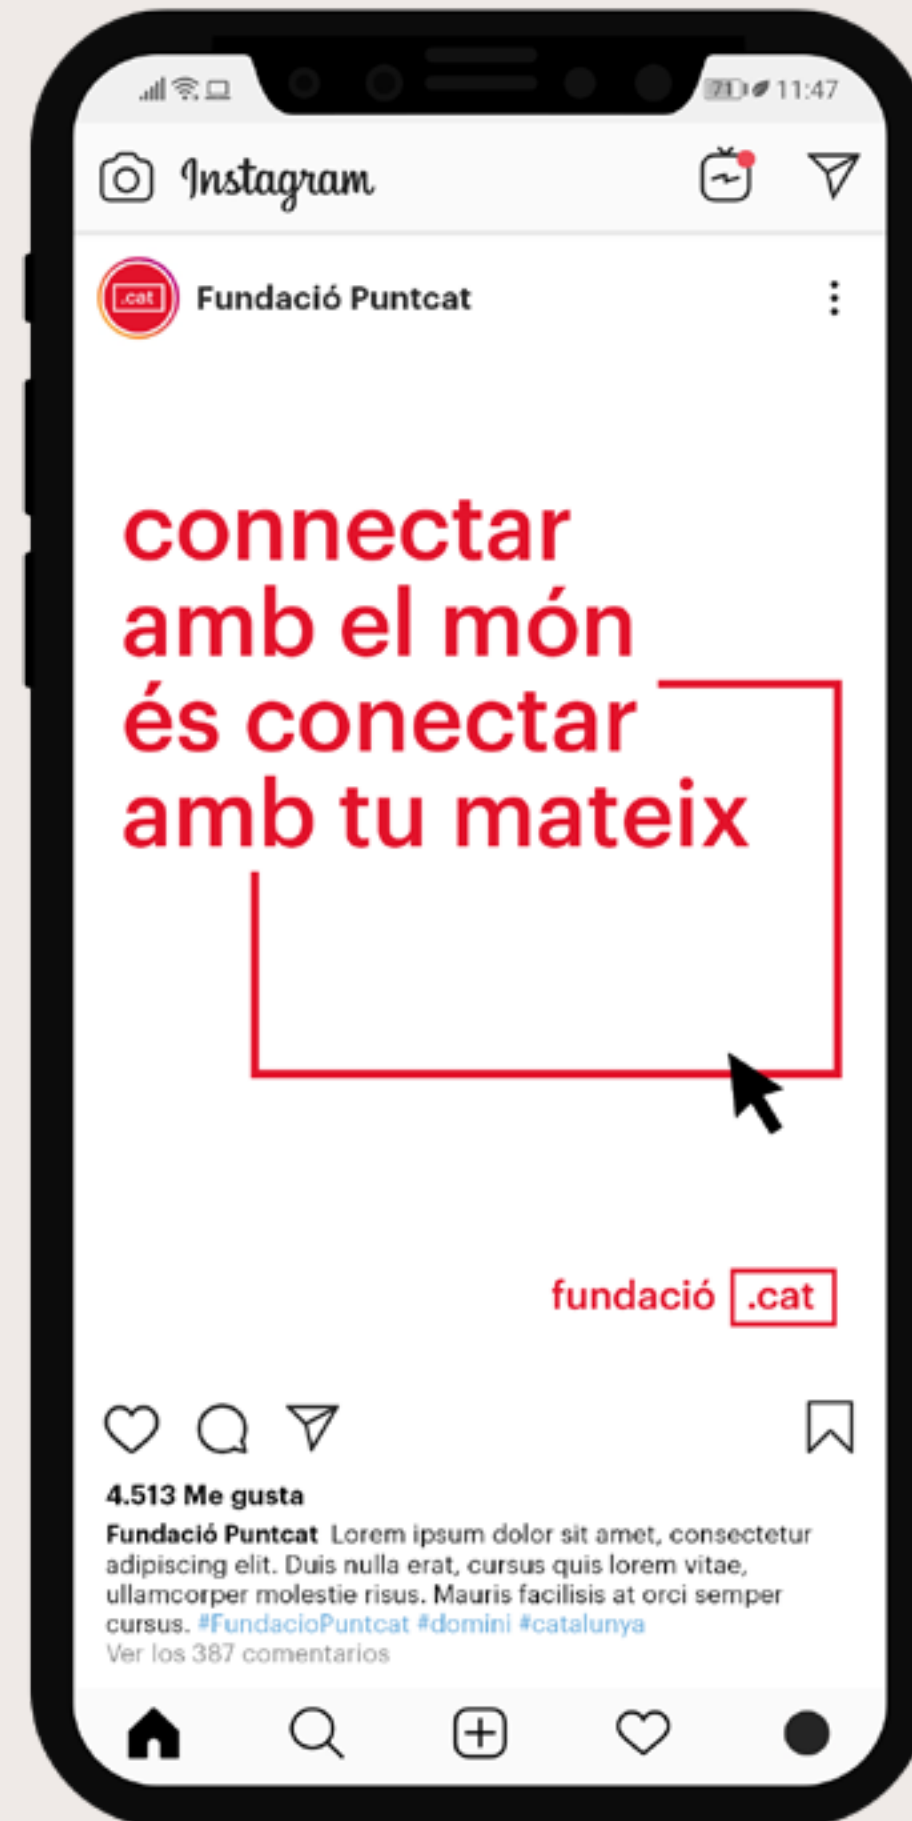 71 11:47
Instagram
.cat Fundació Puntcat
connectar
amb el món
és conectar
amb tu mateix
fundació .cat
4.513 Me gusta
Fundació Puntcat Lorem ipsum dolor sit amet, consectetur
adipiscing elit. Duis nulla erat, cursus quis lorem vitae,
ullamcorper molestie risus. Mauris facilisis at orci semper
cursus. #FundacioPuntcat #domini #catalunya
Ver los 387 comentarios